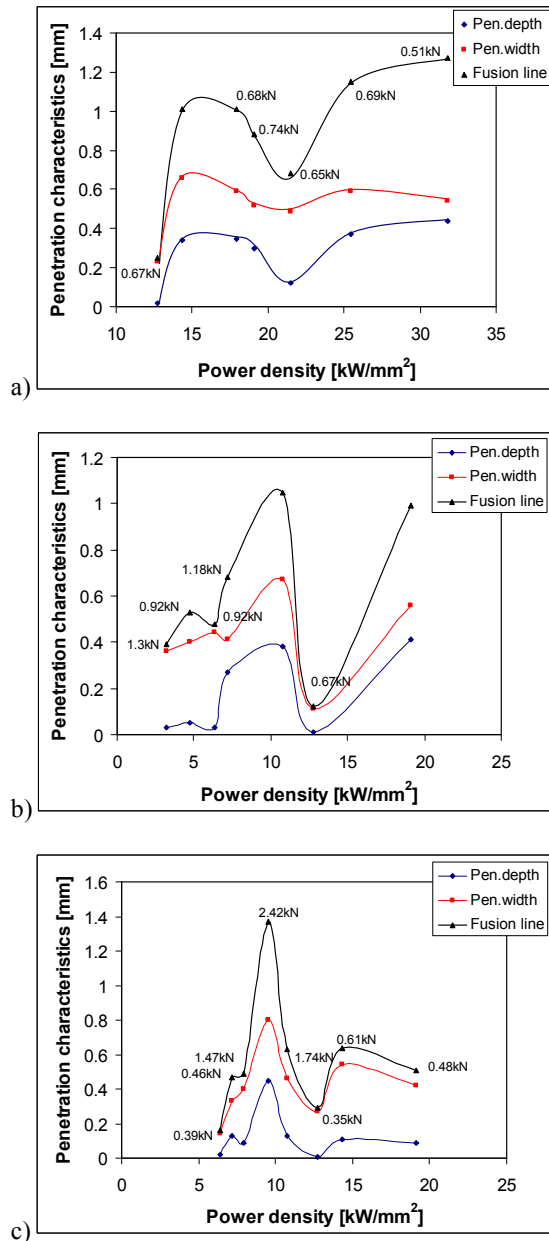 Pen.depth
Pen.width
Fusion line
Penetration characteristics [mm]
1.4
1.2
1
0.8
0.6
0.4
0.2
0
0.67kN
0.68kN
0.74kN
0.65kN
0.69kN
0.51kN
10 15 20 25 30 35
Power density [kW/mm²]
a)
Pen.depth
Pen.width
Fusion line
Penetration characteristics [mm]
1.2
1
0.8
0.6
0.4
0.2
0
1.3kN
0.92kN
0.92kN
1.18kN
0.67kN
0 5 10 15 20 25
Power density [kW/mm²]
b)
Pen.depth
Pen.width
Fusion line
Penetration characteristics [mm]
1.6
1.4
1.2
1
0.8
0.6
0.4
0.2
0
0.39kN
0.46kN
1.47kN
2.42kN
1.74kN
0.35kN
0.61kN
0.48kN
0 5 10 15 20 25
Power density [kW/mm²]
c)